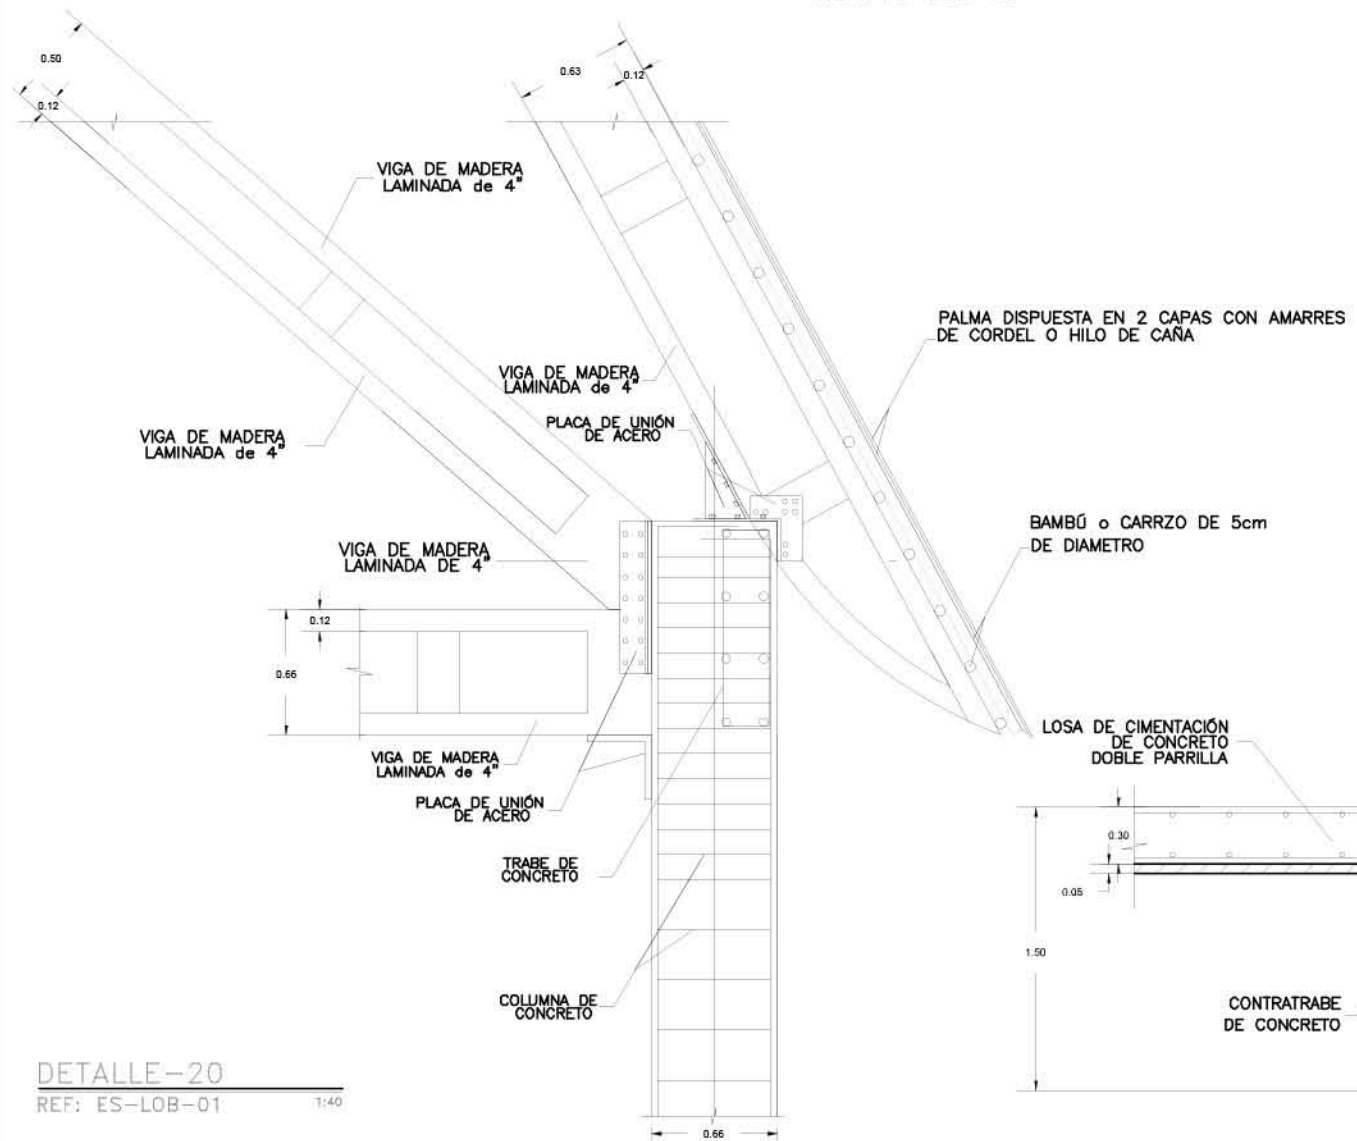 0.50
0.12
0.63
0.12
VIGA DE MADERA
LAMINADA de 4"
PALMA DISPUESTA EN 2 CAPAS CON AMARRES
DE CORDEL O HILO DE CAÑA
VIGA DE MADERA
LAMINADA de 4"
PLACA DE UNIÓN
DE ACERO
VIGA DE MADERA
LAMINADA de 4"
BAMBÚ o CARRZO DE 5cm
DE DIAMETRO
VIGA DE MADERA
LAMINADA DE 4"
0.12
0.66
VIGA DE MADERA
LAMINADA de 4"
PLACA DE UNIÓN
DE ACERO
TRABE DE
CONCRETO
COLUMNA DE
CONCRETO
0.66
LOSA DE CIMENTACIÓN
DE CONCRETO
DOBLE PARRILLA
0.30
0.05
1.50
CONTRATRABE
DE CONCRETO
DETALLE-20
REF: ES-LOB-01
1:40